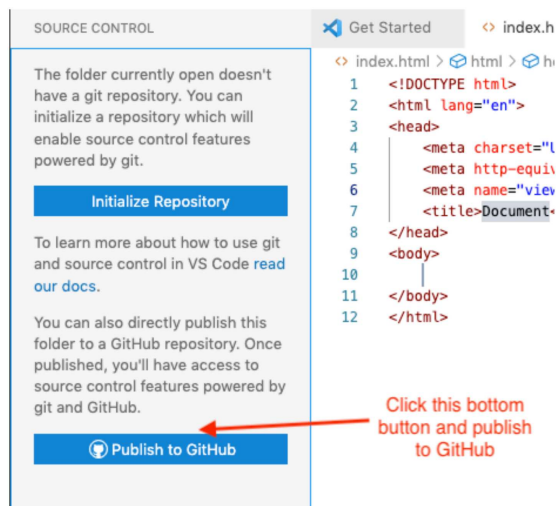 SOURCE CONTROL
The folder currently open doesn't
have a git repository. You can
initialize a repository which will
enable source control features
powered by git.
Initialize Repository
To learn more about how to use git
and source control in VS Code read
our docs.
You can also directly publish this
folder to a GitHub repository. Once
published, you'll have access to
source control features powered by
git and GitHub.
Publish to GitHub
Get Started
index.h
index.html > html > he
1 <!DOCTYPE html>
2 <html lang="en">
3 <head>
4 <meta charset="U
5 <meta http-equiv
6 <meta name="view
7 <title>Document<
8 </head>
9 <body>
10
11 </body>
12 </html>
Click this bottom
button and publish
to GitHub